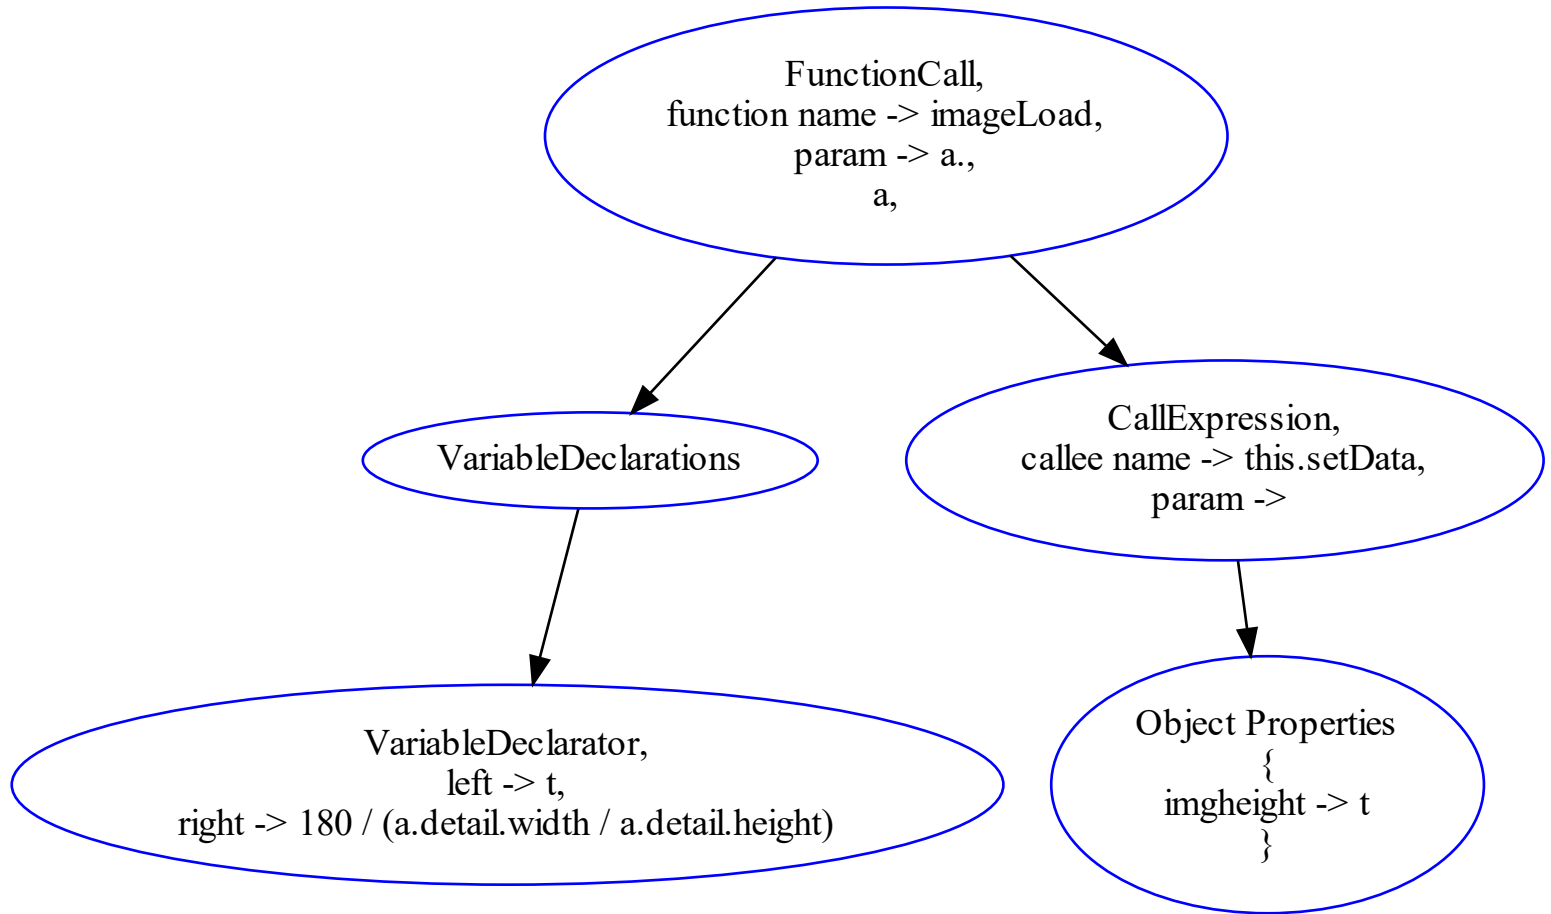 FunctionCall,
function name -> imageLoad,
param -> a.,
a,
VariableDeclarations
CallExpression,
callee name -> this.setData,
param ->
VariableDeclarator,
left -> t,
right -> 180 / (a.detail.width / a.detail.height)
Object Properties
{
imgheight -> t
}